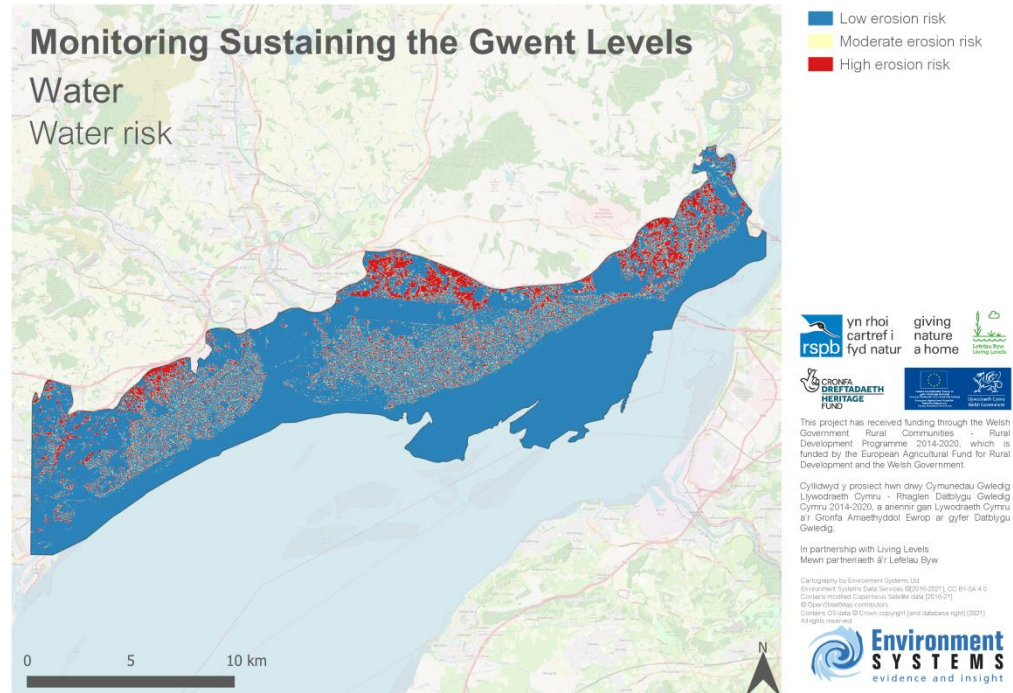 Monitoring Sustaining the Gwent Levels
Water
Water risk
Low erosion risk
Moderate erosion risk
High erosion risk
rspb
yn rhoi
cartref i
fyd natur
giving
nature
a home
Lefelau Byw
Living Levels
CRONFA
DREFTADAETH
HERITAGE
FUND
Llywodraeth Cymru
Welsh Government
This project has received funding through the Welsh
Government Rural Communities - Rural
Development Programme 2014-2020, which is
funded by the European Agricultural Fund for Rural
Development and the Welsh Government.
Cyllidwyd y prosiect hwn drwy Cymunedau Gwledig
Llywodraeth Cymru - Rhaglen Datblygu Gwledig
Cymru 2014-2020, a ariennir gan Lywodraeth Cymru
a'r Gronfa Amaethyddol Ewrop ar gyfer Datblygu
Gwledig.
In partnership with Living Levels
Mewn partneriaeth â'r Lefelau Byw
Cartography by Environment Systems Ltd
Environment Systems Data Services ©[2016-2021], CC BY-SA 4.0
Contains modified Copernicus Satellite data [2016-21]
© OpenStreetMap contributors
Contains OS data © Crown copyright [and database right] [2021]
All rights reserved
Environment
SYSTEMS
evidence and insight
0 5 10 km
N